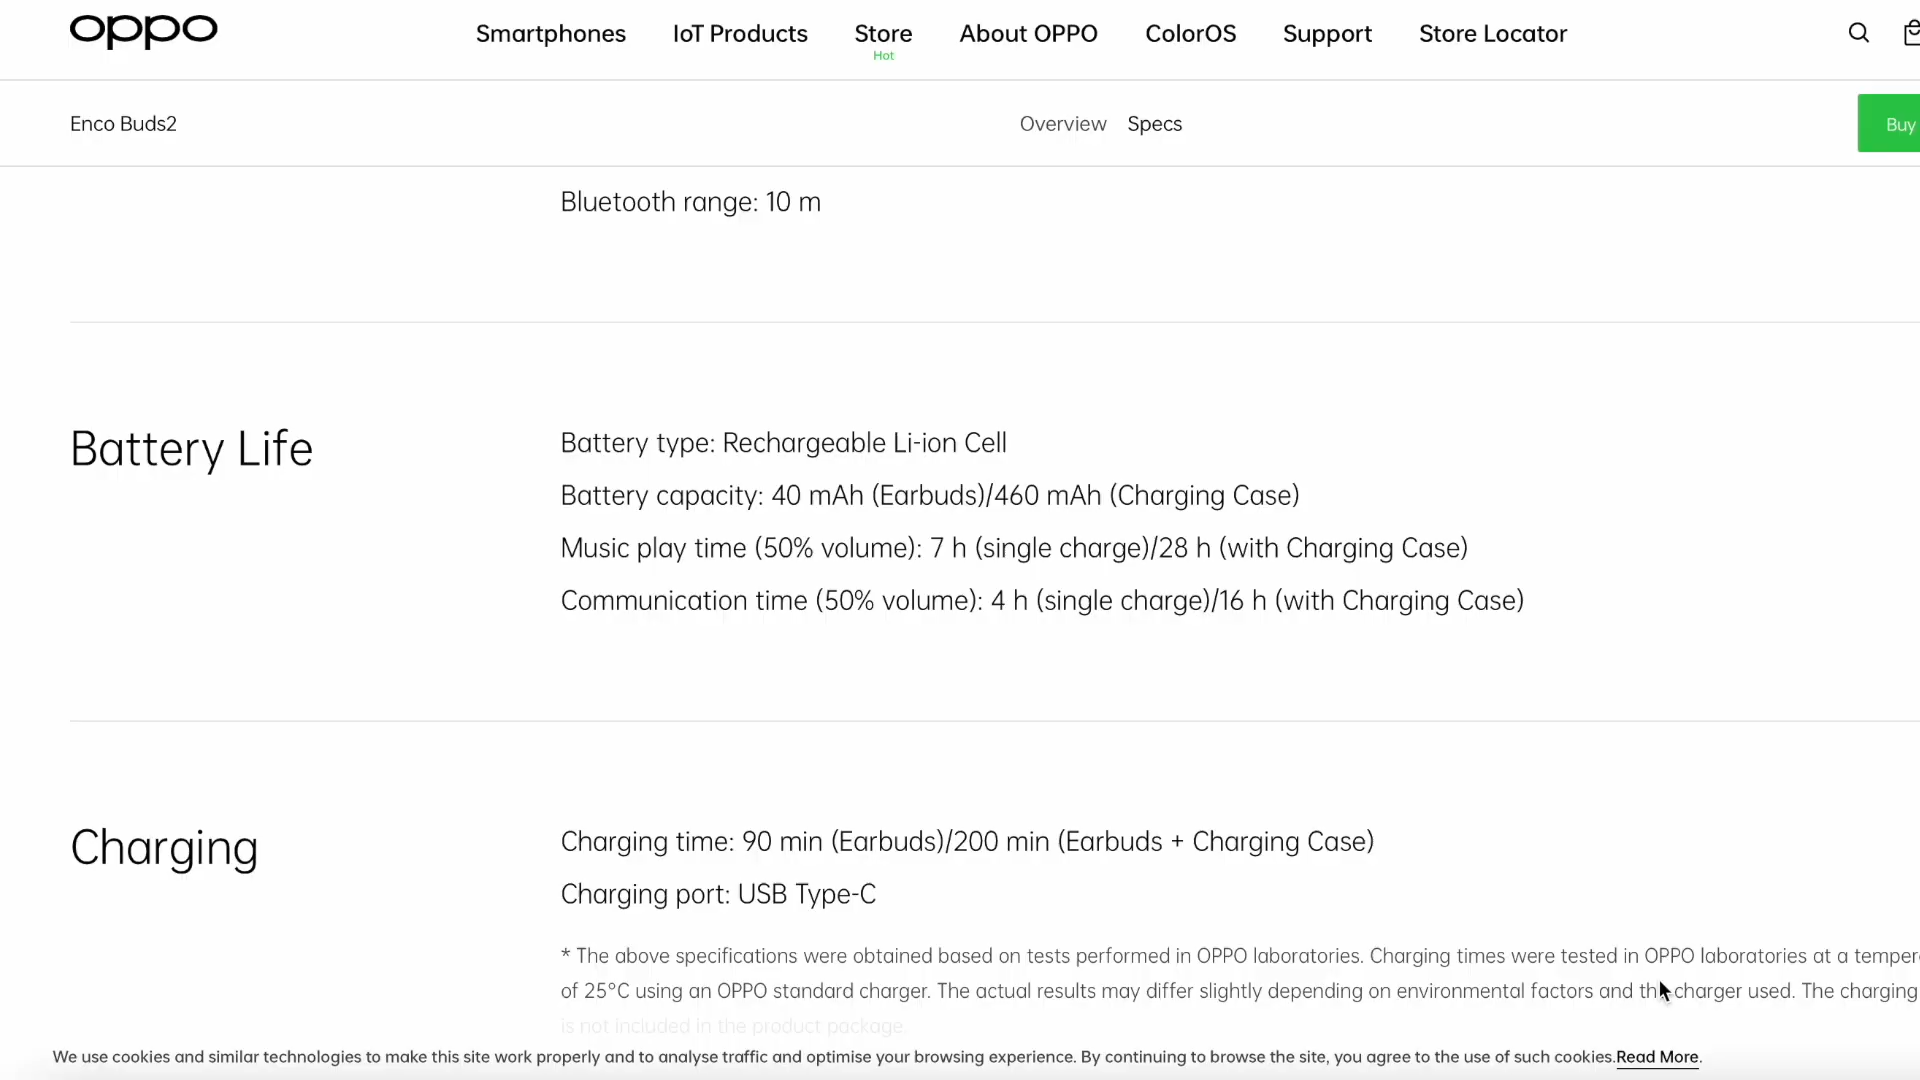 oppo
Smartphones IoT Products Store About OPPO ColorOS Support Store Locator
Hot
Enco Buds2 Overview Specs Buy
Bluetooth range: 10 m
Battery Life
Battery type: Rechargeable Li-ion Cell
Battery capacity: 40 mAh (Earbuds)/460 mAh (Charging Case)
Music play time (50% volume): 7 h (single charge)/28 h (with Charging Case)
Communication time (50% volume): 4 h (single charge)/16 h (with Charging Case)
Charging
Charging time: 90 min (Earbuds)/200 min (Earbuds + Charging Case)
Charging port: USB Type-C
* The above specifications were obtained based on tests performed in OPPO laboratories. Charging times were tested in OPPO laboratories at a temper
of 25°C using an OPPO standard charger. The actual results may differ slightly depending on environmental factors and the charger used. The charging
is not included in the product package.
We use cookies and similar technologies to make this site work properly and to analyse traffic and optimise your browsing experience. By continuing to browse the site, you agree to the use of such cookies.Read More.